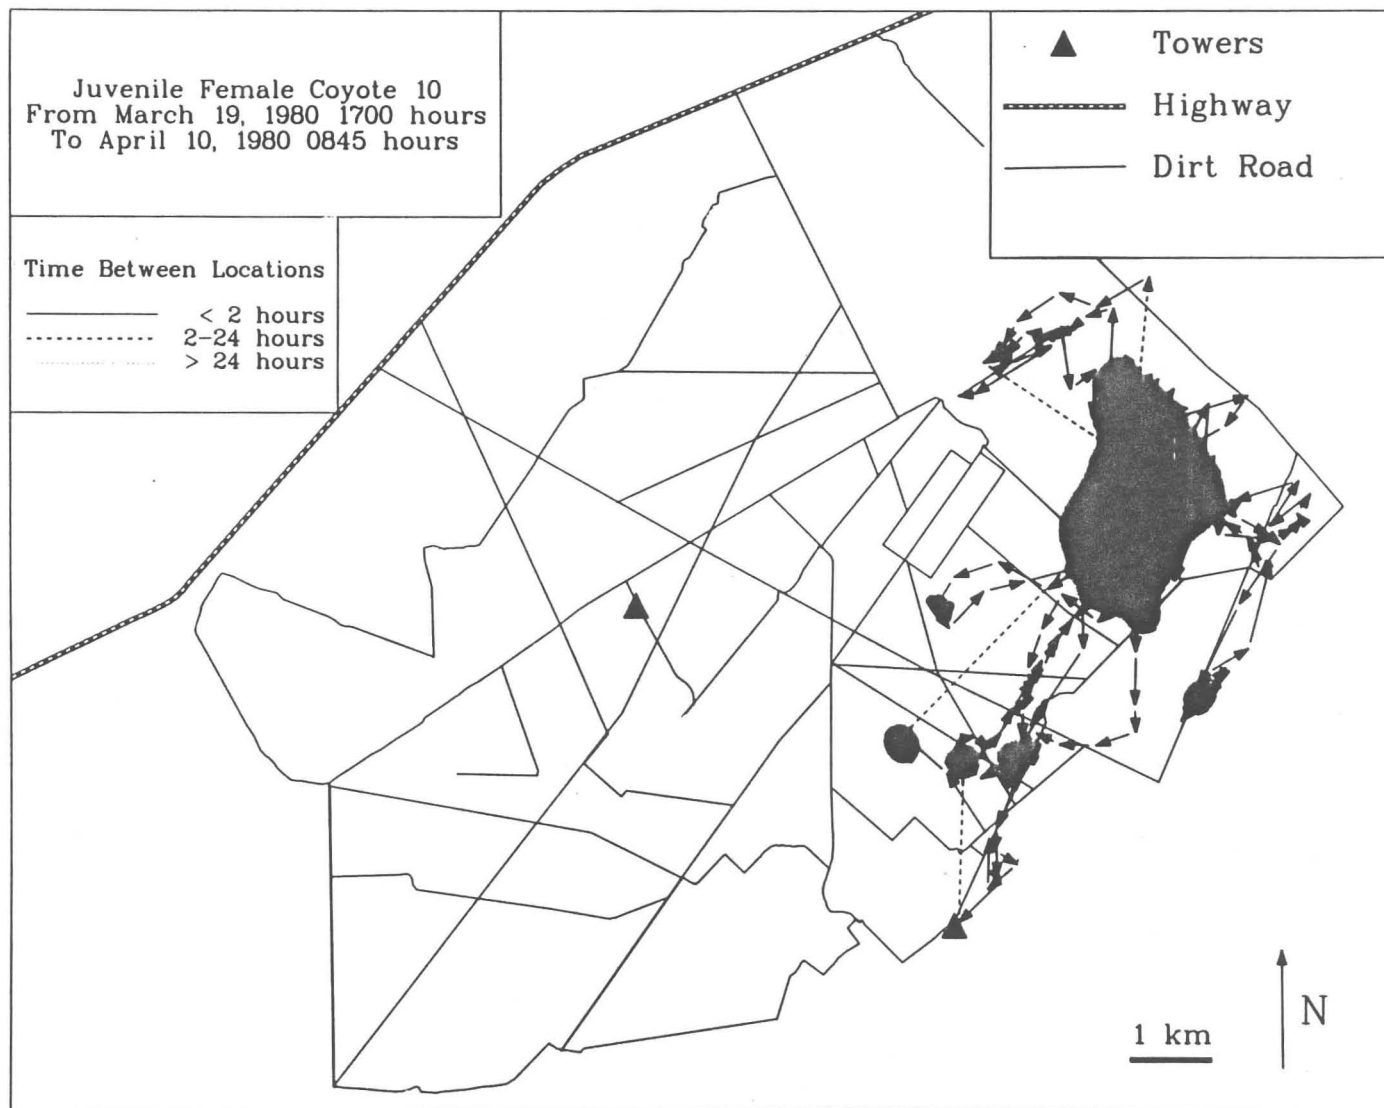 Juvenile Female Coyote 10
From March 19, 1980 1700 hours
To April 10, 1980 0845 hours
Time Between Locations
< 2 hours
2-24 hours
> 24 hours
Towers
Highway
Dirt Road
1 km
N